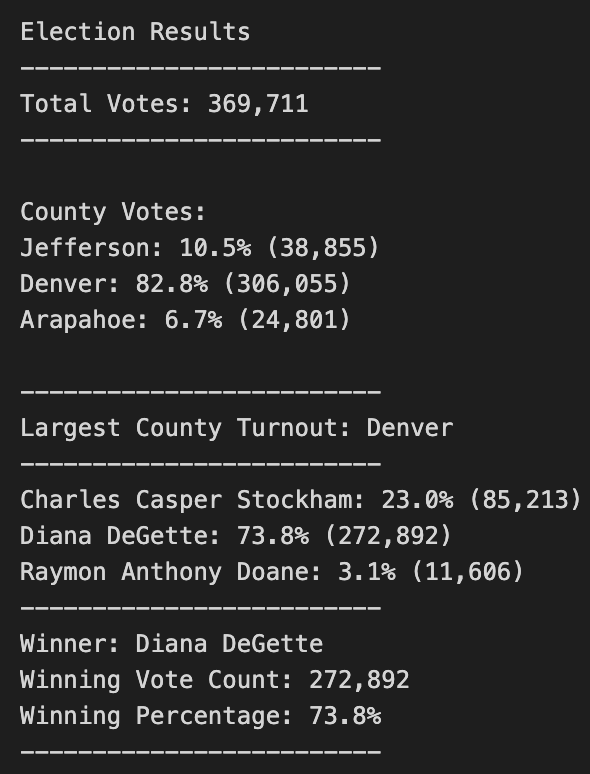 Election Results
-------------------------
Total Votes: 369,711
-------------------------
County Votes:
Jefferson: 10.5% (38,855)
Denver: 82.8% (306,055)
Arapahoe: 6.7% (24,801)
-------------------------
Largest County Turnout: Denver
-------------------------
Charles Casper Stockham: 23.0% (85,213)
Diana DeGette: 73.8% (272,892)
Raymon Anthony Doane: 3.1% (11,606)
-------------------------
Winner: Diana DeGette
Winning Vote Count: 272,892
Winning Percentage: 73.8%
-------------------------